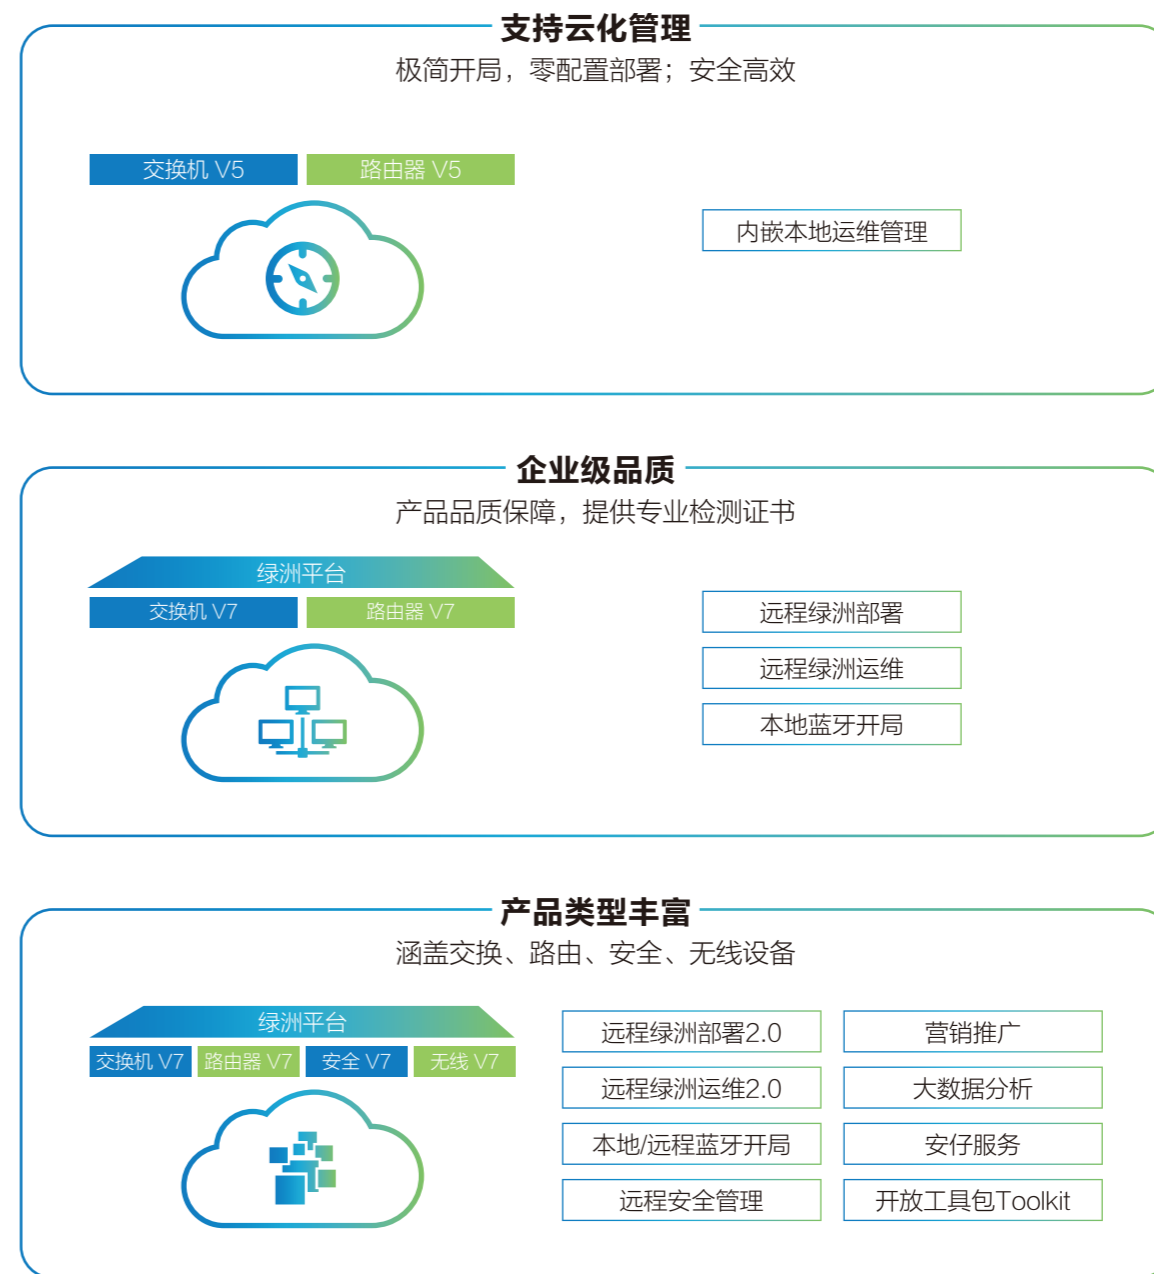 支持云化管理
极简开局，零配置部署；安全高效
交换机 V5
路由器 V5
内嵌本地运维管理
企业级品质
产品品质保障，提供专业检测证书
绿洲平台
交换机 V7
路由器 V7
远程绿洲部署
远程绿洲运维
本地蓝牙开局
产品类型丰富
涵盖交换、路由、安全、无线设备
绿洲平台
交换机 V7
路由器 V7
安全 V7
无线 V7
远程绿洲部署2.0
营销推广
远程绿洲运维2.0
大数据分析
本地/远程蓝牙开局
安仔服务
远程安全管理
开放工具包Toolkit